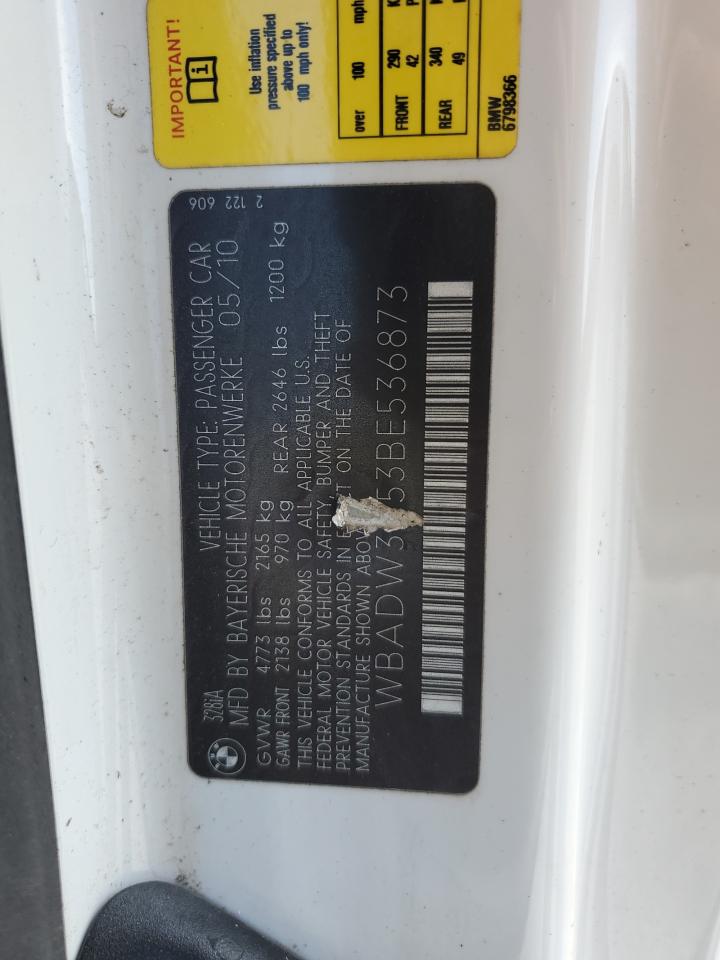 328iA VEHICLE TYPE: PASSENGER CAR 2 122 606
MFD BY BAYERISCHE MOTORENWERKE 05/10
GVWR 4773 lbs 2165 kg
GAWR FRONT 2138 lbs 970 kg REAR 2646 lbs 1200 kg
THIS VEHICLE CONFORMS TO ALL APPLICABLE U.S.
FEDERAL MOTOR VEHICLE SAFETY, BUMPER AND THEFT
PREVENTION STANDARDS IN ON THE DATE OF
MANUFACTURE SHOWN
WBADW3 53BE536873
IMPORTANT!
i
Use inflation
pressure specified
above up to
100 mph only!
over 100 mph
FRONT 290
42
REAR 340
49
BMW
6798366